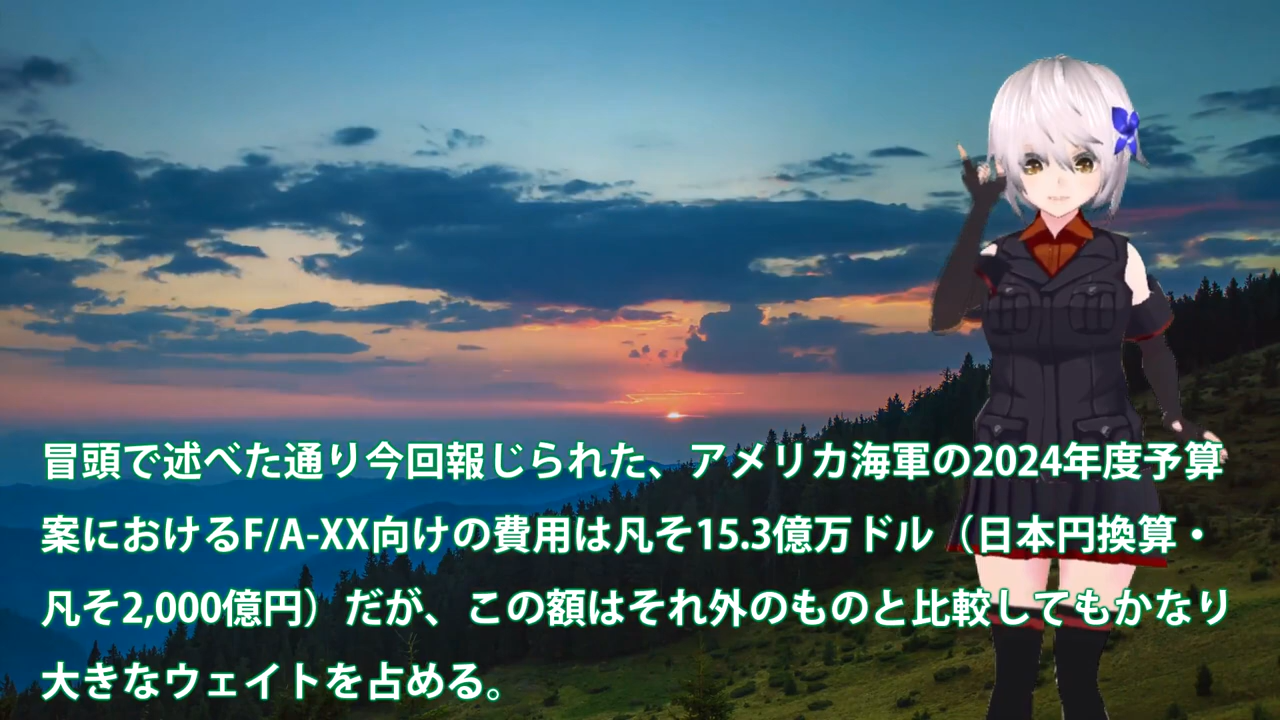 冒頭で述べた通り今回報じられた、アメリカ海軍の2024年度予算
案におけるF/A-XX向けの費用は凡そ15.3億万ドル（日本円換算・
凡そ2,000億円）だが、この額はそれ外のものと比較してもかなり
大きなウェイトを占める。